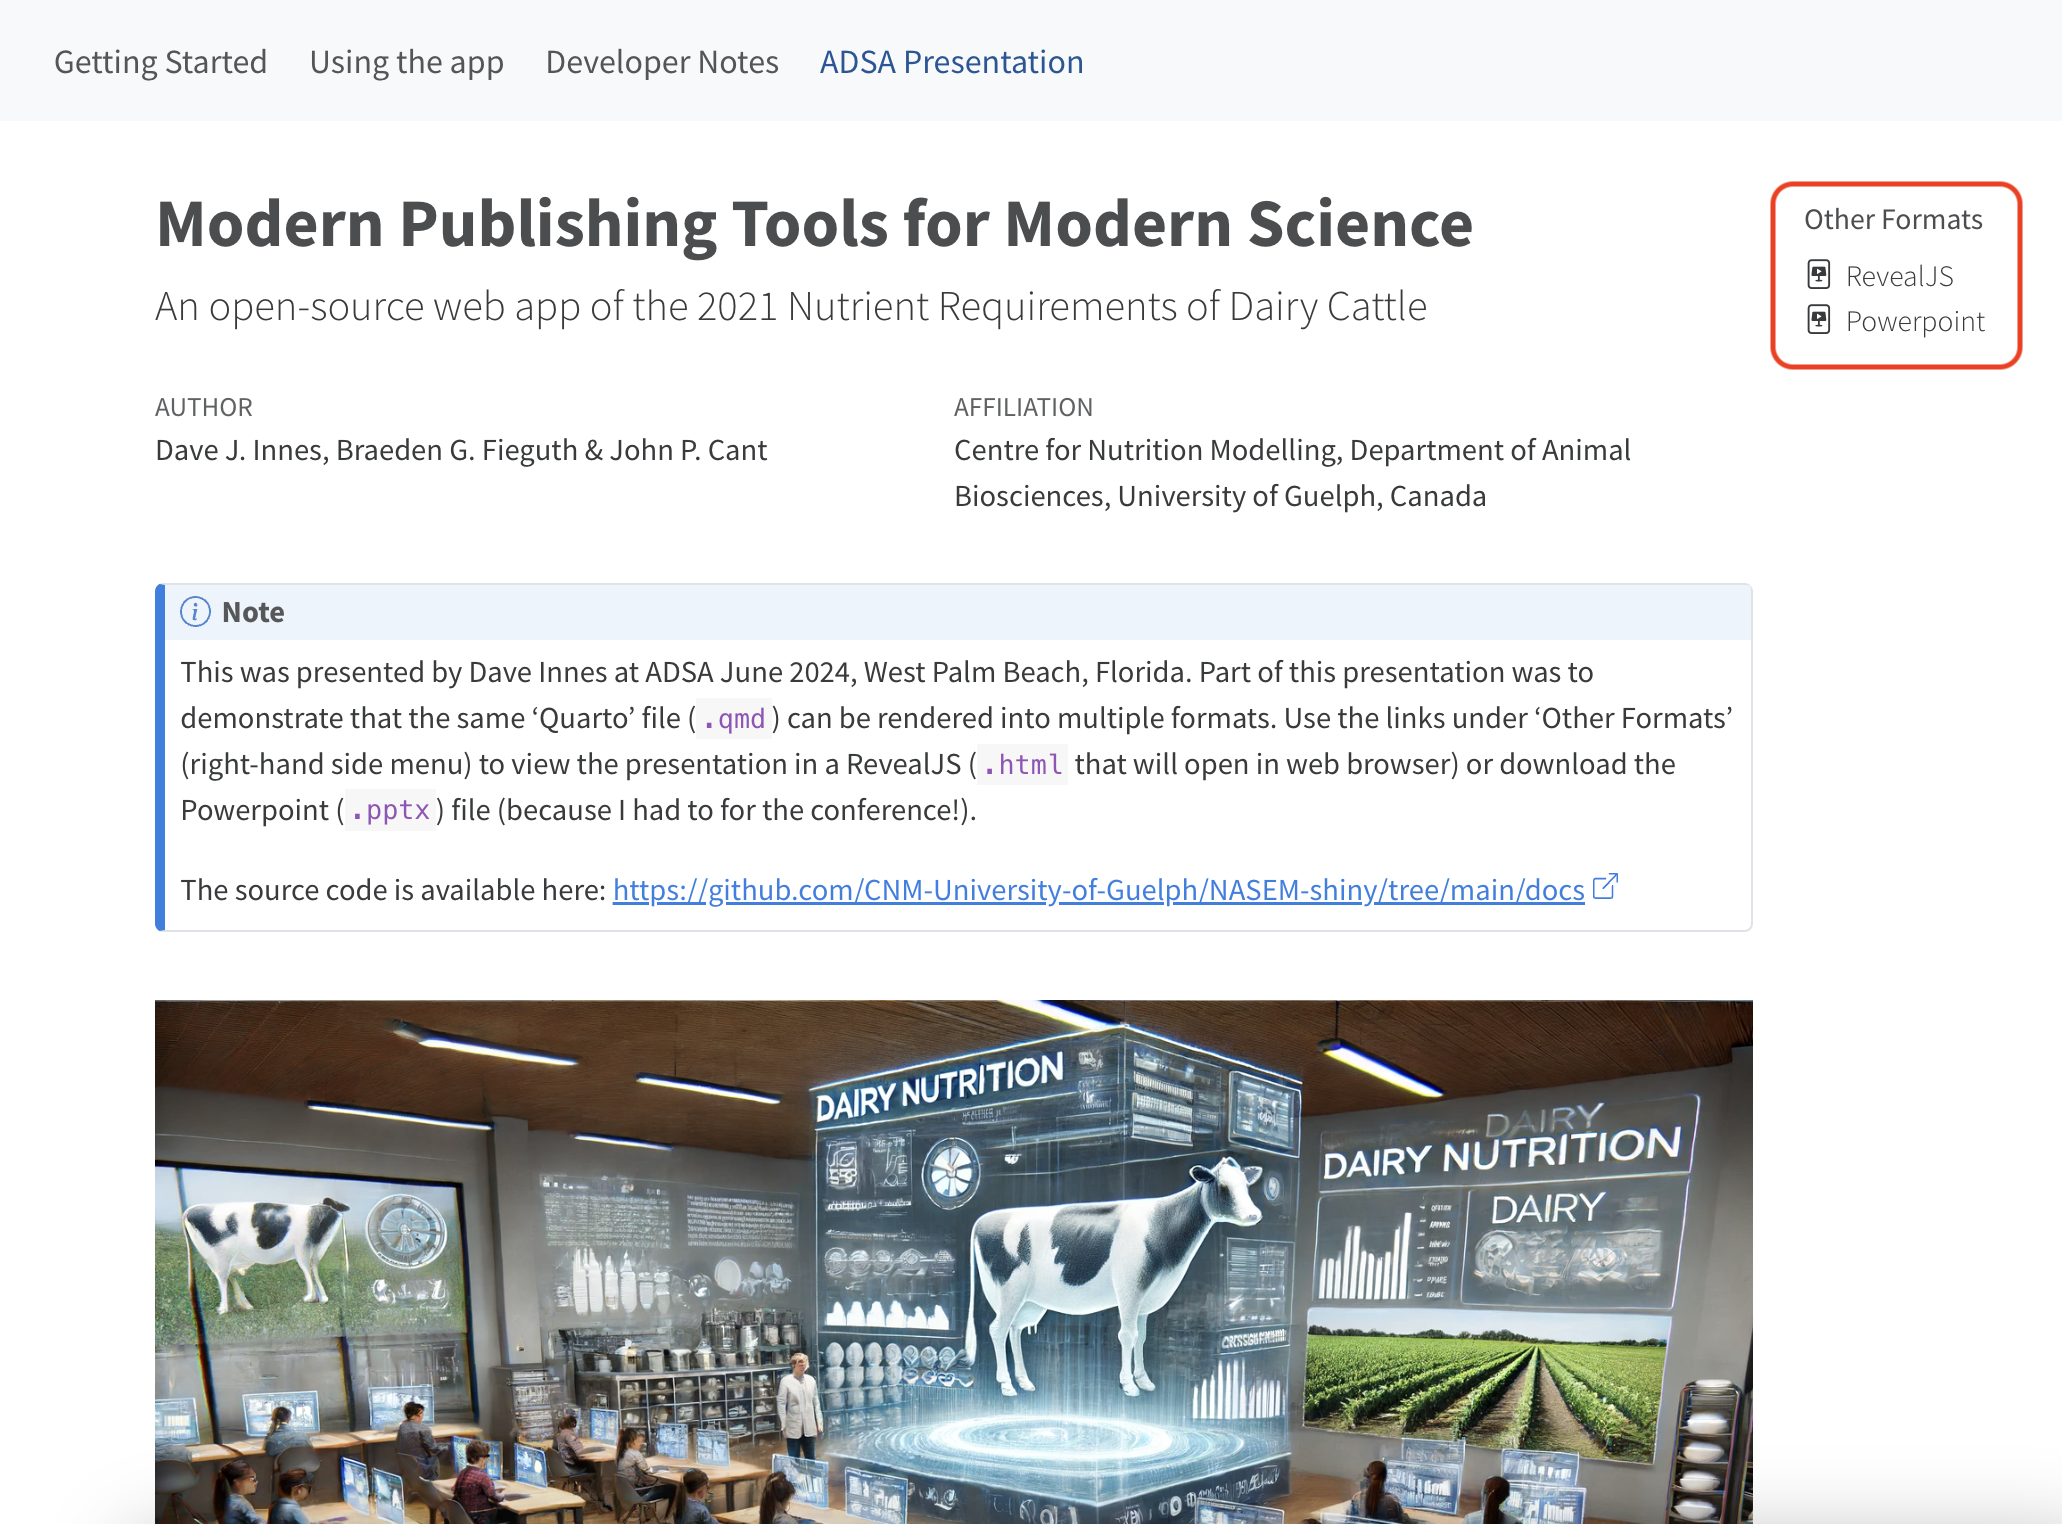 Getting Started Using the app Developer Notes ADSA Presentation
Modern Publishing Tools for Modern Science
An open-source web app of the 2021 Nutrient Requirements of Dairy Cattle
Other Formats
RevealJS
Powerpoint
AUTHOR
Dave J. Innes, Braeden G. Fieguth & John P. Cant
AFFILIATION
Centre for Nutrition Modelling, Department of Animal
Biosciences, University of Guelph, Canada
Note
This was presented by Dave Innes at ADSA June 2024, West Palm Beach, Florida. Part of this presentation was to
demonstrate that the same ‘Quarto’ file (.qmd) can be rendered into multiple formats. Use the links under ‘Other Formats’
(right-hand side menu) to view the presentation in a RevealJS (.html that will open in web browser) or download the
Powerpoint (.pptx) file (because I had to for the conference!).
The source code is available here: https://github.com/CNM-University-of-Guelph/NASEM-shiny/tree/main/docs
DAIRY NUTRITION
DAIRY
DAIRY NUTRITION
DAIRY